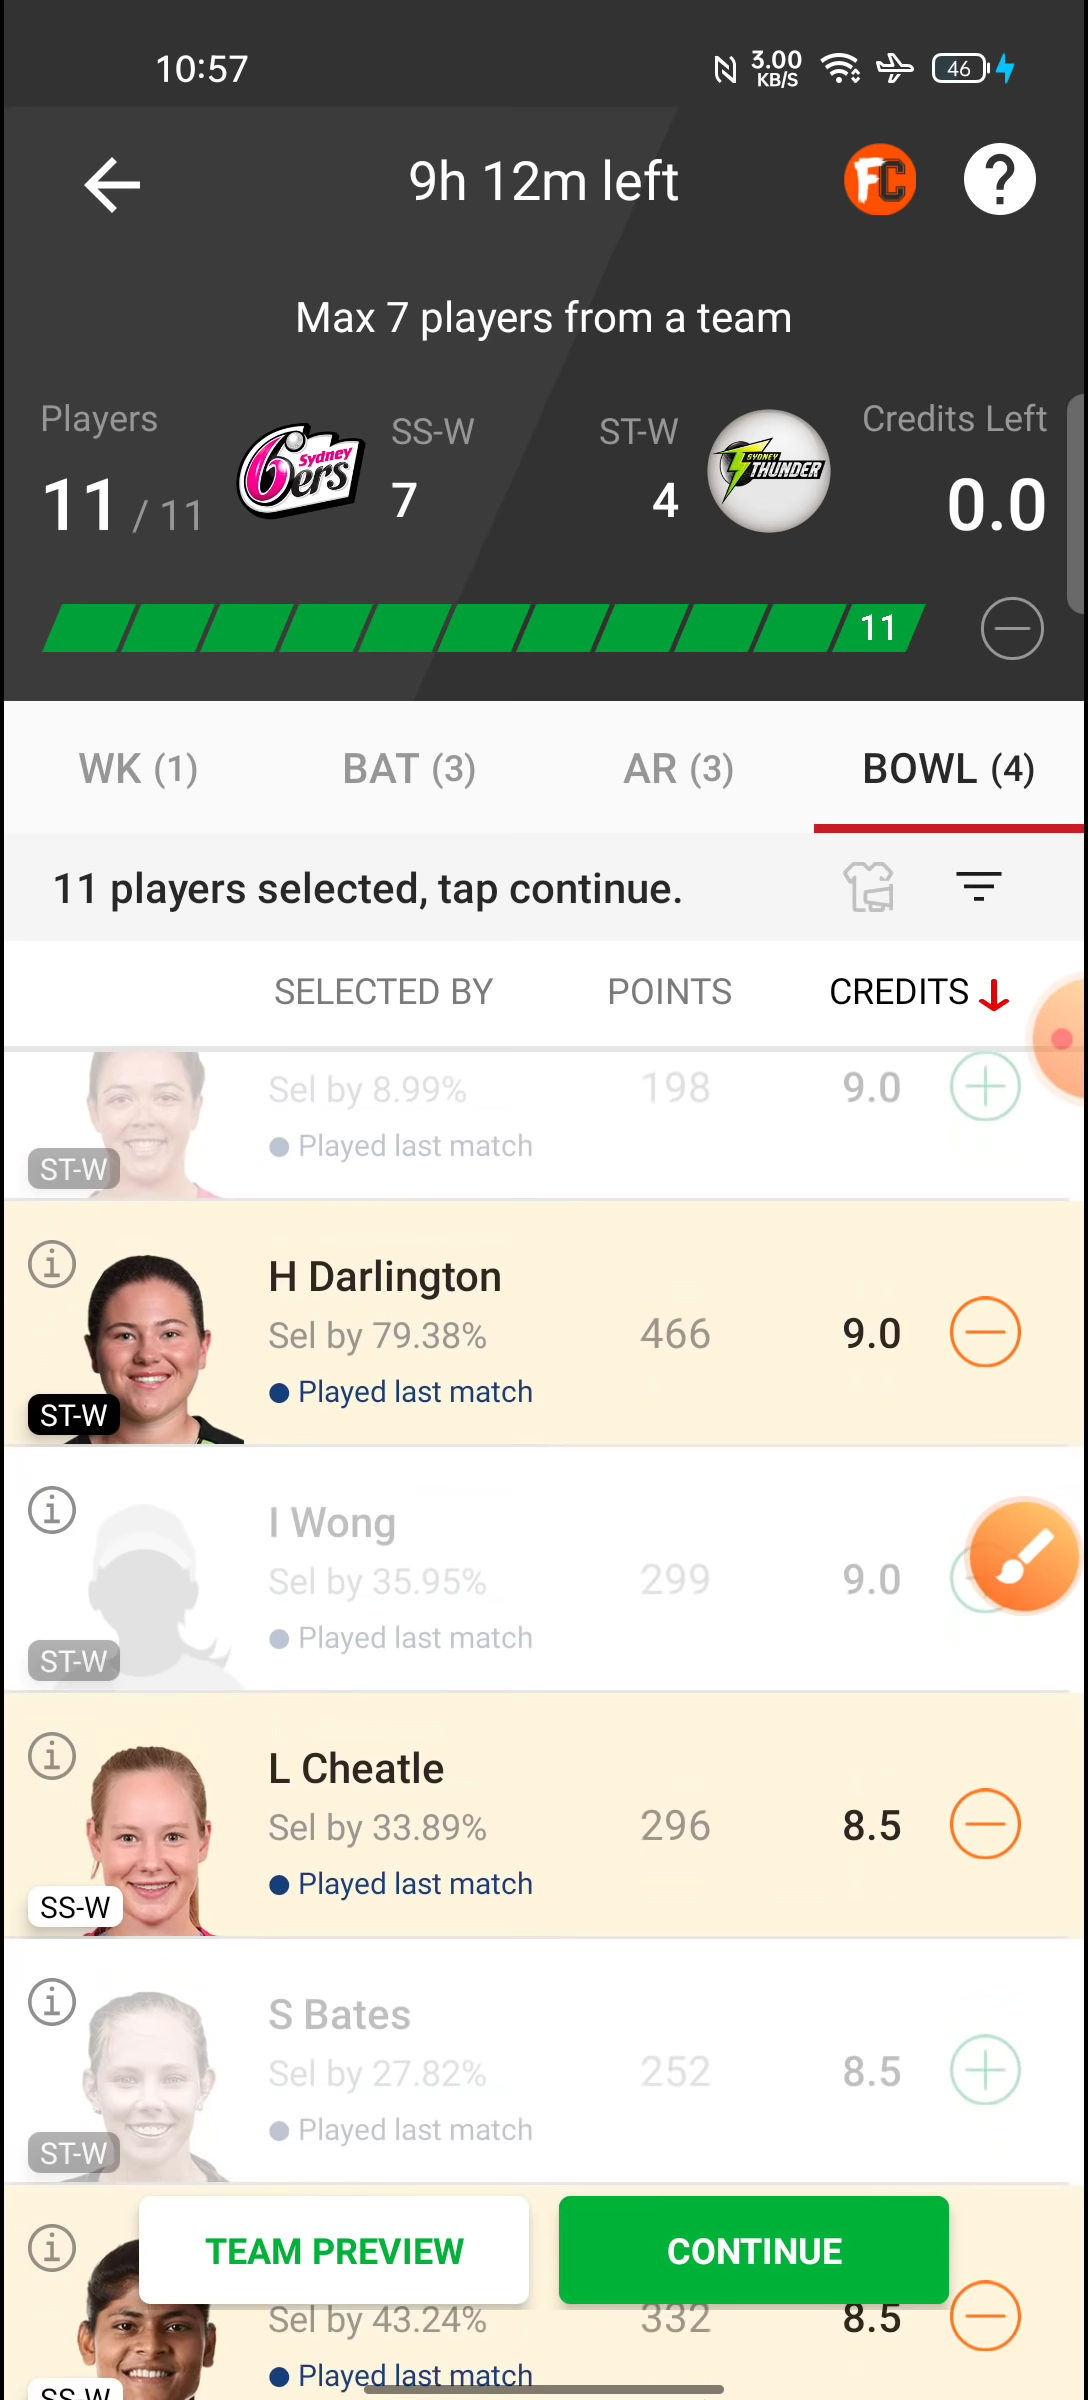 10:57
3.00
KB/S
46
9h 12m left
FC
?
Max 7 players from a team
Players
SS-W
ST-W
Credits Left
11 / 11
Sydney
6ers
7
4
SYDNEY
THUNDER
0.0
11
WK (1)
BAT (3)
AR (3)
BOWL (4)
11 players selected, tap continue.
SELECTED BY
POINTS
CREDITS
Sel by 8.99%
198
9.0
Played last match
ST-W
H Darlington
Sel by 79.38%
466
9.0
Played last match
ST-W
I Wong
Sel by 35.95%
299
9.0
Played last match
ST-W
L Cheatle
Sel by 33.89%
296
8.5
Played last match
SS-W
S Bates
Sel by 27.82%
252
8.5
Played last match
ST-W
TEAM PREVIEW
CONTINUE
Sel by 43.24%
332
8.5
Played last match
SS-W